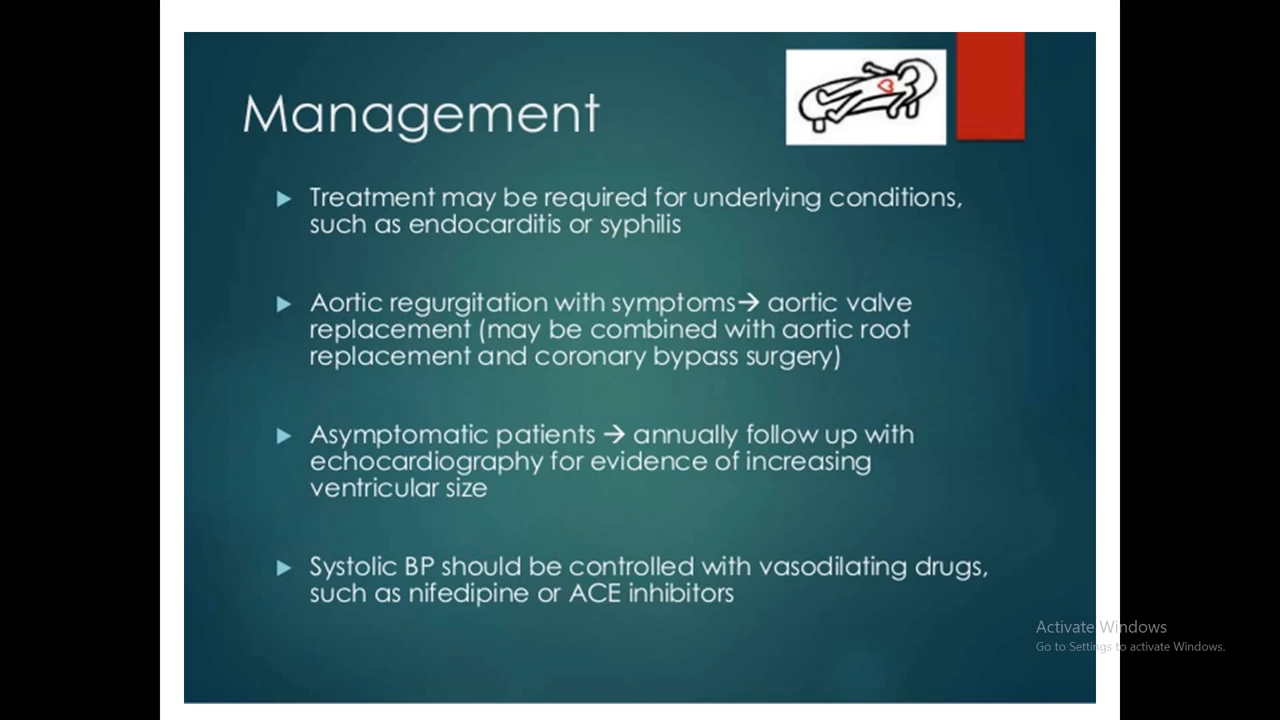 Management
Treatment may be required for underlying conditions,
such as endocarditis or syphilis
Aortic regurgitation with symptoms→ aortic valve
replacement (may be combined with aortic root
replacement and coronary bypass surgery)
Asymptomatic patients → annually follow up with
echocardiography for evidence of increasing
ventricular size
Systolic BP should be controlled with vasodilating drugs,
such as nifedipine or ACE inhibitors
Activate Windows
Go to Settings to activate Windows.